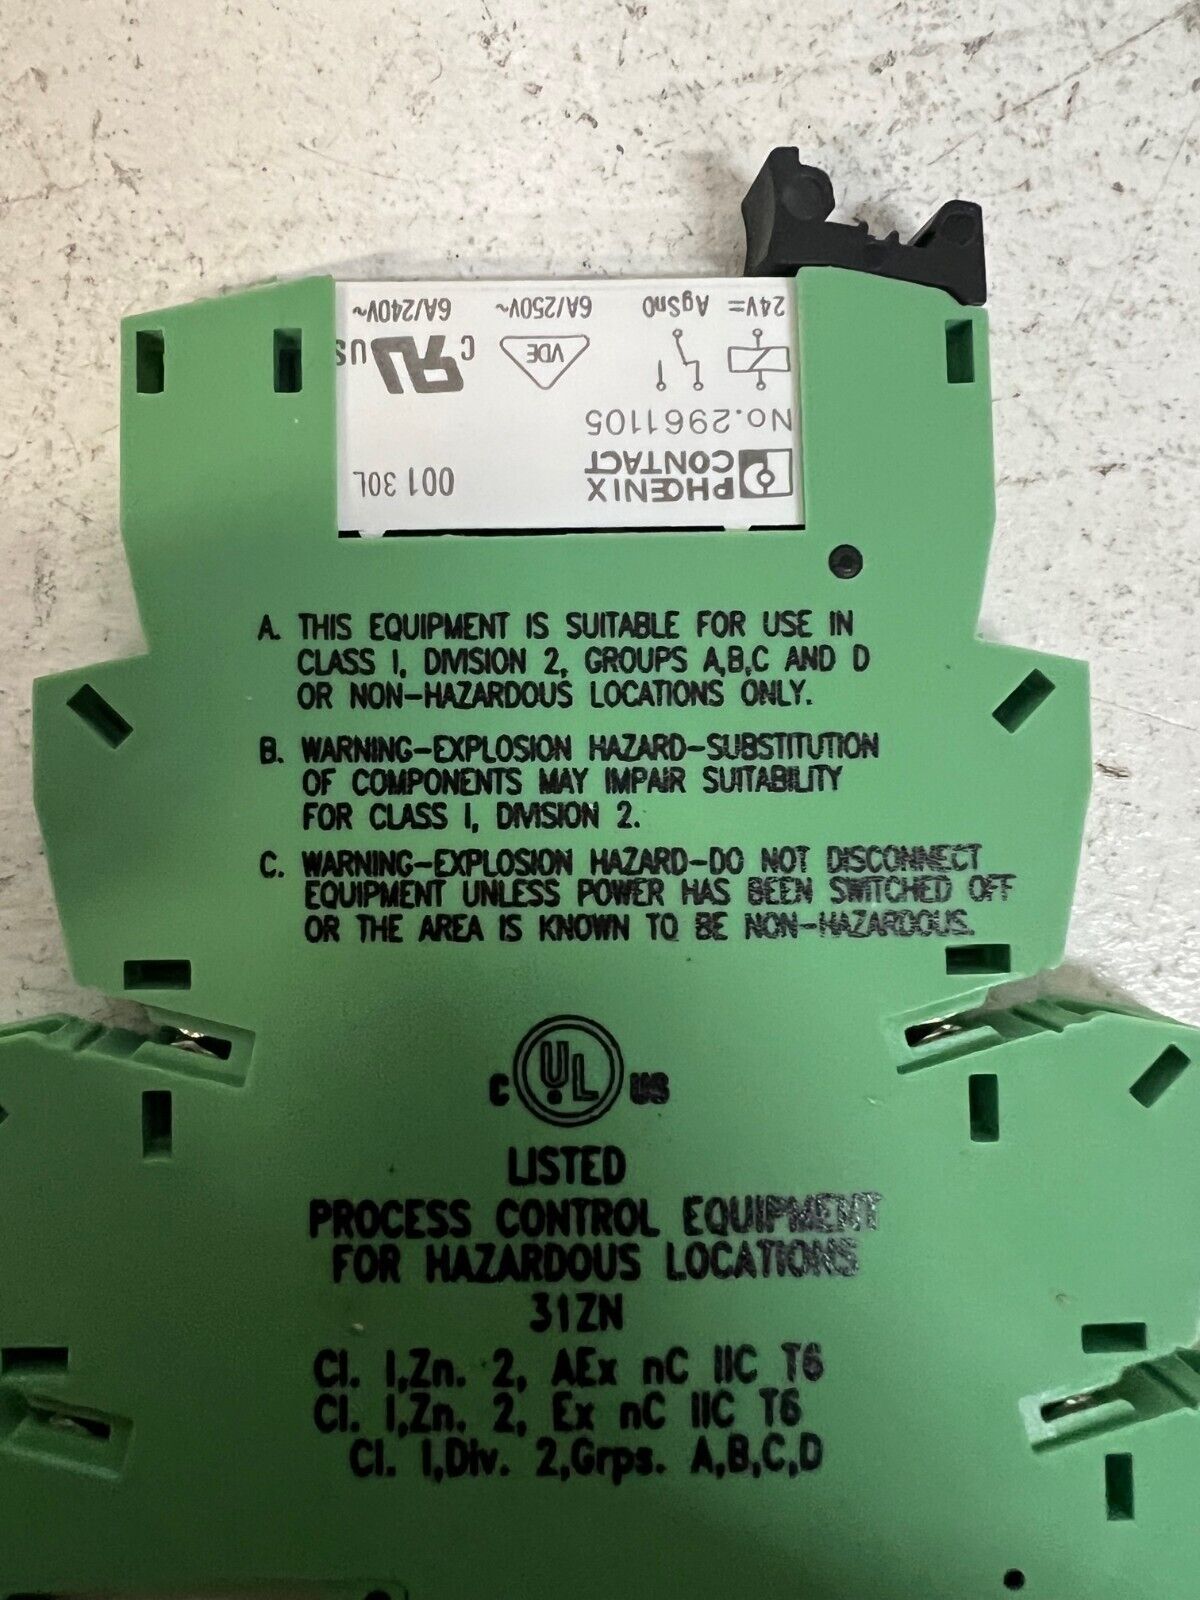 PHŒNIX
CONTACT
001 30L
No.2961105
VDE
c RU US
24V= AgSnO 6A/250V~ 6A/240V~
A. THIS EQUIPMENT IS SUITABLE FOR USE IN
CLASS I, DIVISION 2, GROUPS A,B,C AND D
OR NON-HAZARDOUS LOCATIONS ONLY.
B. WARNING-EXPLOSION HAZARD-SUBSTITUTION
OF COMPONENTS MAY IMPAIR SUITABILITY
FOR CLASS I, DIVISION 2.
C. WARNING-EXPLOSION HAZARD-DO NOT DISCONNECT
EQUIPMENT UNLESS POWER HAS BEEN SWITCHED OFF
OR THE AREA IS KNOWN TO BE NON-HAZARDOUS.
C UL US
LISTED
PROCESS CONTROL EQUIPMENT
FOR HAZARDOUS LOCATIONS
31ZN
Cl. I,Zn. 2, AEx nC IIC T6
Cl. I,Zn. 2, Ex nC IIC T6
Cl. I,Div. 2,Grps. A,B,C,D